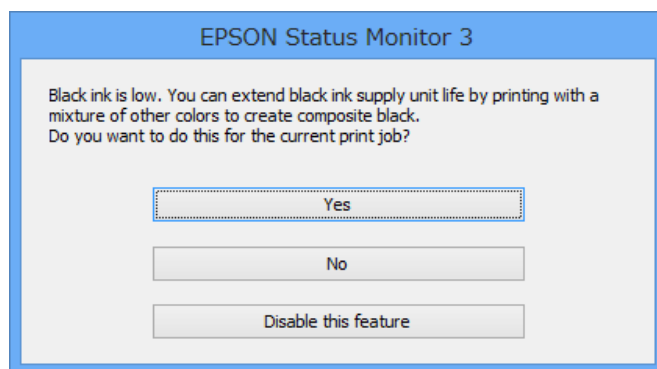 EPSON Status Monitor 3
Black ink is low. You can extend black ink supply unit life by printing with a
mixture of other colors to create composite black.
Do you want to do this for the current print job?
Yes
No
Disable this feature